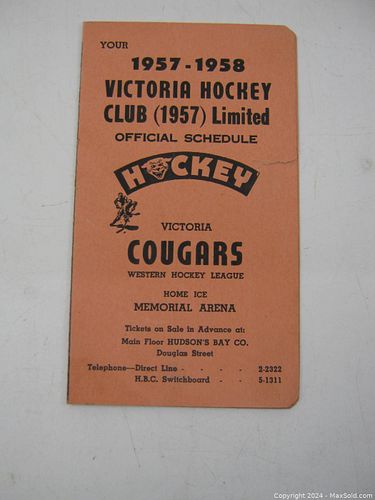 YOUR
1957-1958
VICTORIA HOCKEY
CLUB (1957) Limited
OFFICIAL SCHEDULE
HOCKEY
VICTORIA
COUGARS
WESTERN HOCKEY LEAGUE
HOME ICE
MEMORIAL ARENA
Tickets on Sale in Advance at:
Main Floor HUDSON'S BAY CO.
Douglas Street
Telephone—Direct Line - - - - 2-2322
H.B.C. Switchboard - - 5-1311
Copyright 2024 - MaxSold.com